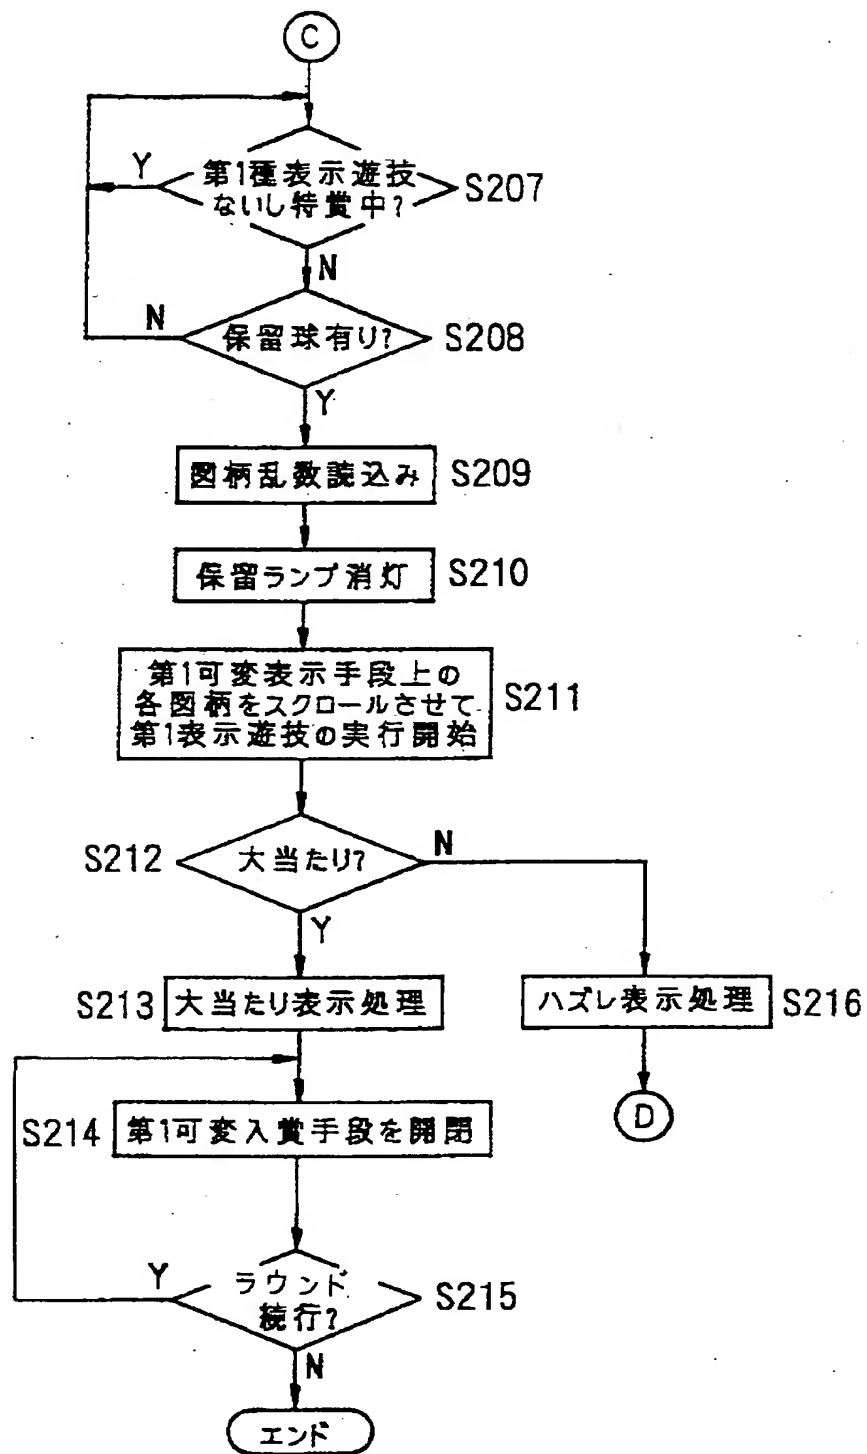 C
Y
第1種表示遊技
ないし特賞中?
S207
N
N
保留球有り?
S208
Y
図柄乱数読込み
S209
保留ランプ消灯
S210
第1可変表示手段上の
各図柄をスクロールさせて
第1表示遊技の実行開始
S211
S212
大当たり?
N
Y
S213
大当たり表示処理
ハズレ表示処理
S216
S214
第1可変入賞手段を開閉
D
Y
ラウンド
続行?
S215
N
エンド